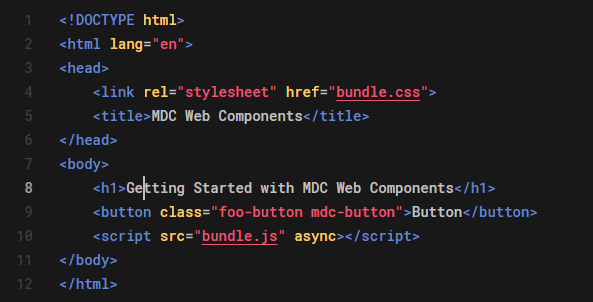 1 <!DOCTYPE html>
2 <html lang="en">
3 <head>
4     <link rel="stylesheet" href="bundle.css">
5     <title>MDC Web Components</title>
6 </head>
7 <body>
8     <h1>Getting Started with MDC Web Components</h1>
9     <button class="foo-button mdc-button">Button</button>
10     <script src="bundle.js" async></script>
11 </body>
12 </html>